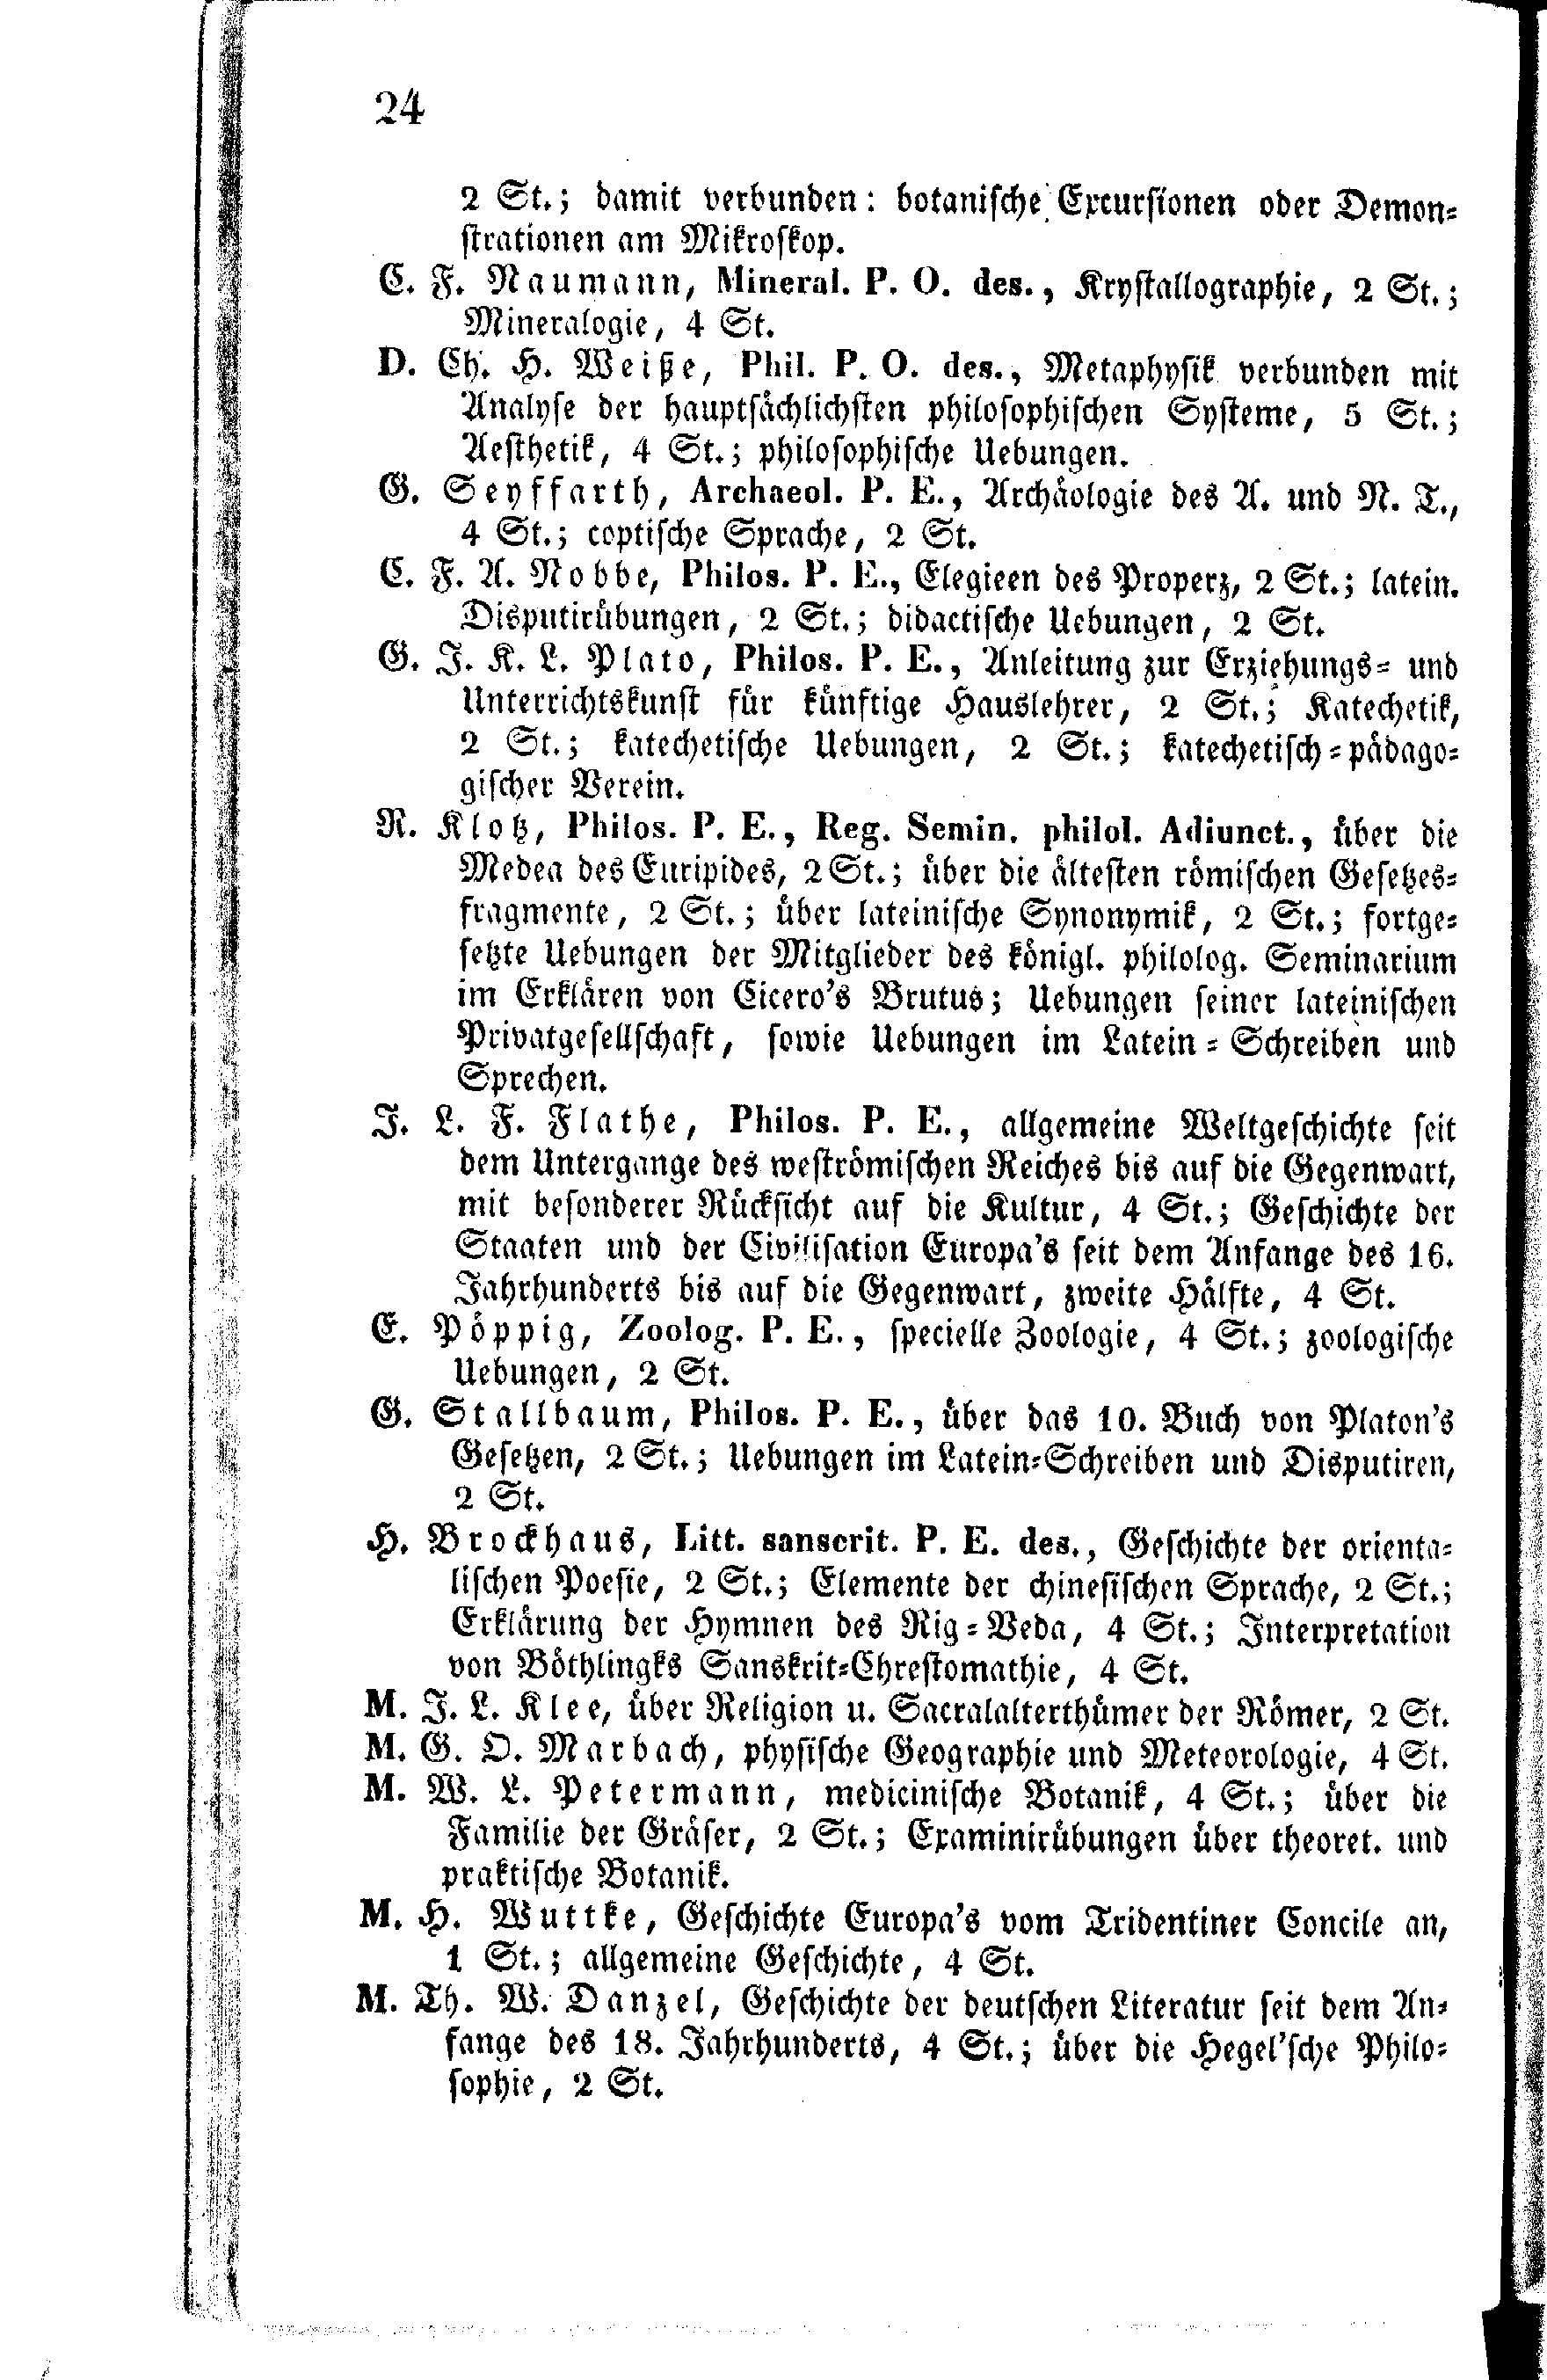 24
2 St.; damit verbunden: botanische Excursionen oder Demon-
strationen am Mikroskop.
C. F. Naumann, Mineral. P. O. des., Krystallographie, 2 St.;
Mineralogie, 4 St.
D. Ch. H. Weiße, Phil. P. O. des., Metaphysik verbunden mit
Analyse der hauptsächlichsten philosophischen Systeme, 5 St.;
Aesthetik, 4 St.; philosophische Uebungen.
G. Seyffarth, Archaeol. P. E., Archäologie des A. und N. T.,
4 St.; coptische Sprache, 2 St.
C. F. A. Nobbe, Philos. P. E., Elegieen des Properz, 2 St.; latein.
Disputirübungen, 2 St.; didactische Uebungen, 2 St.
G. J. K. L. Plato, Philos. P. E., Anleitung zur Erziehungs- und
Unterrichtskunst für künftige Hauslehrer, 2 St.; Katechetik,
2 St.; katechetische Uebungen, 2 St.; katechetisch-pädago-
gischer Verein.
R. Klotz, Philos. P. E., Reg. Semin. philol. Adiunct., über die
Medea des Euripides, 2 St.; über die ältesten römischen Gesetzes-
fragmente, 2 St.; über lateinische Synonymik, 2 St.; fortge-
setzte Uebungen der Mitglieder des königl. philolog. Seminarium
im Erklären von Cicero's Brutus; Uebungen seiner lateinischen
Privatgesellschaft, sowie Uebungen im Latein-Schreiben und
Sprechen.
J. L. F. Flathe, Philos. P. E., allgemeine Weltgeschichte seit
dem Untergange des weströmischen Reiches bis auf die Gegenwart,
mit besonderer Rücksicht auf die Kultur, 4 St.; Geschichte der
Staaten und der Civilisation Europa's seit dem Anfange des 16.
Jahrhunderts bis auf die Gegenwart, zweite Hälfte, 4 St.
E. Pöppig, Zoolog. P. E., specielle Zoologie, 4 St.; zoologische
Uebungen, 2 St.
G. Stallbaum, Philos. P. E., über das 10. Buch von Platon's
Gesetzen, 2 St.; Uebungen im Latein-Schreiben und Disputiren,
2 St.
H. Brockhaus, Litt. sanscrit. P. E. des., Geschichte der orienta-
lischen Poesie, 2 St.; Elemente der chinesischen Sprache, 2 St.;
Erklärung der Hymnen des Rig-Veda, 4 St.; Interpretation
von Böthlingks Sanskrit-Chrestomathie, 4 St.
M. J. L. Klee, über Religion u. Sacralalterthümer der Römer, 2 St.
M. G. O. Marbach, physische Geographie und Meteorologie, 4 St.
M. W. L. Petermann, medicinische Botanik, 4 St.; über die
Familie der Gräser, 2 St.; Examinirübungen über theoret. und
praktische Botanik.
M. H. Wuttke, Geschichte Europa's vom Tridentiner Concile an,
1 St.; allgemeine Geschichte, 4 St.
M. Th. W. Danzel, Geschichte der deutschen Literatur seit dem An-
fange des 18. Jahrhunderts, 4 St.; über die Hegel'sche Philo-
sophie, 2 St.